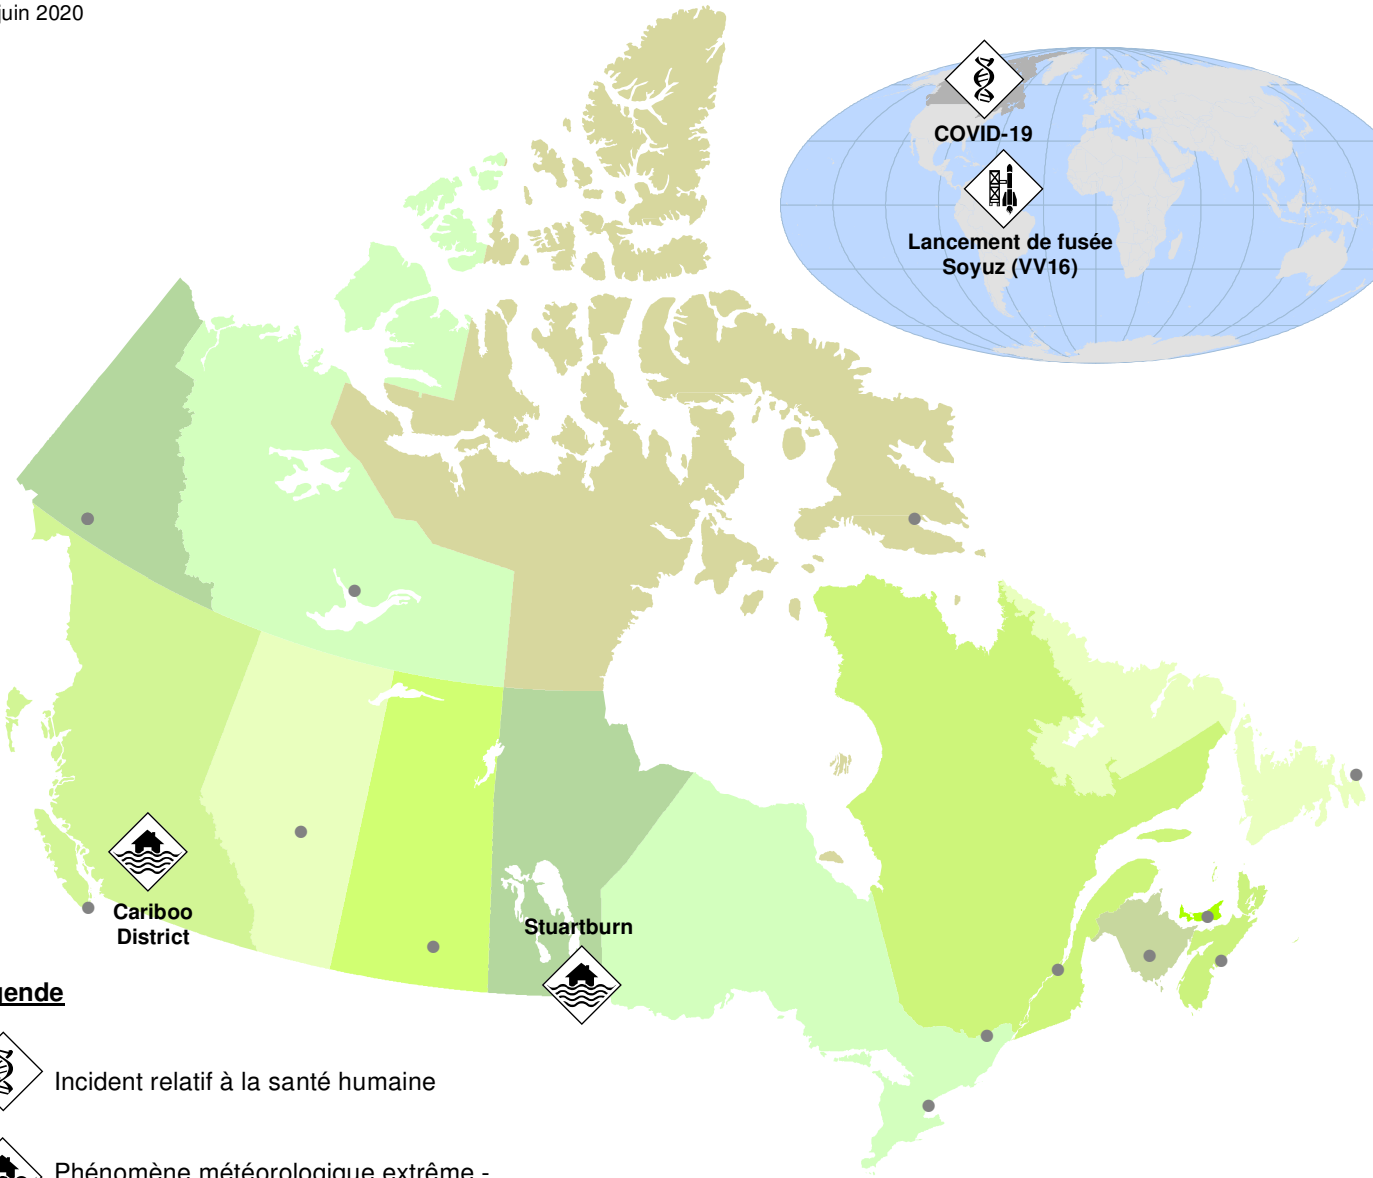 juin 2020
COVID-19
Lancement de fusée
Soyuz (VV16)
Cariboo
District
Stuartburn
gende
Incident relatif à la santé humaine
Phénomène météorologique extrême -